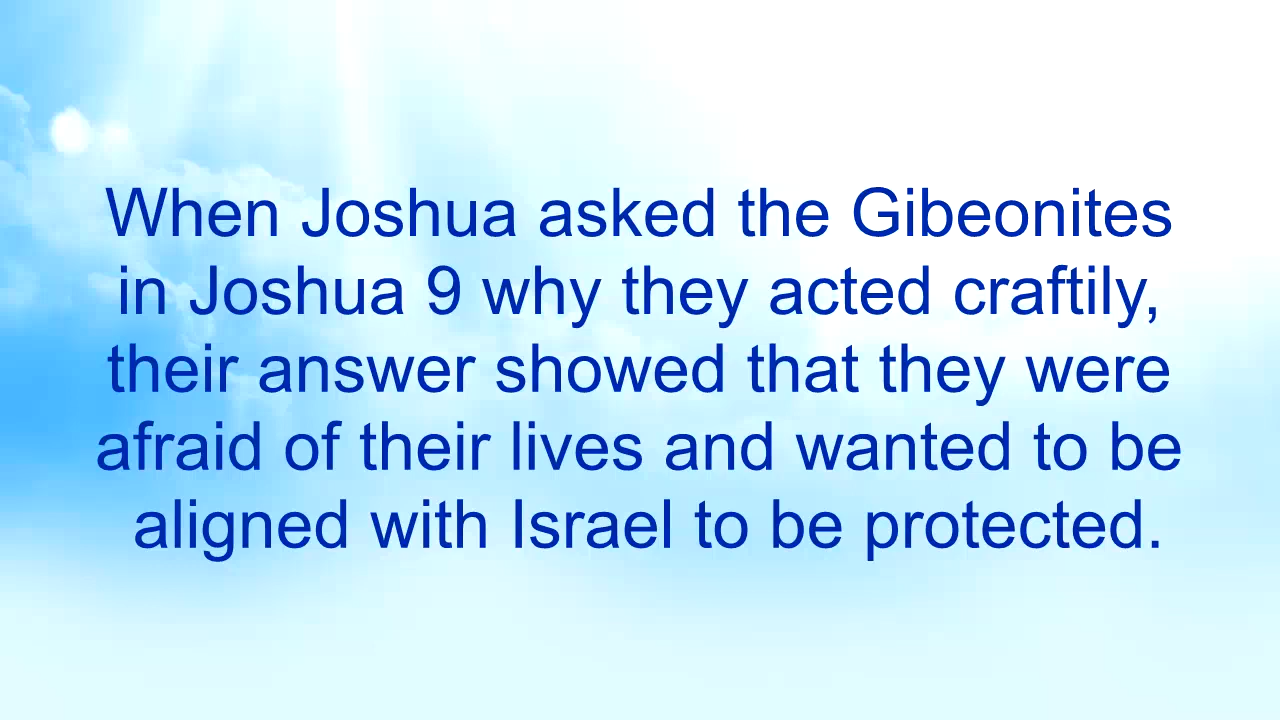 When Joshua asked the Gibeonites
in Joshua 9 why they acted craftily,
their answer showed that they were
afraid of their lives and wanted to be
aligned with Israel to be protected.